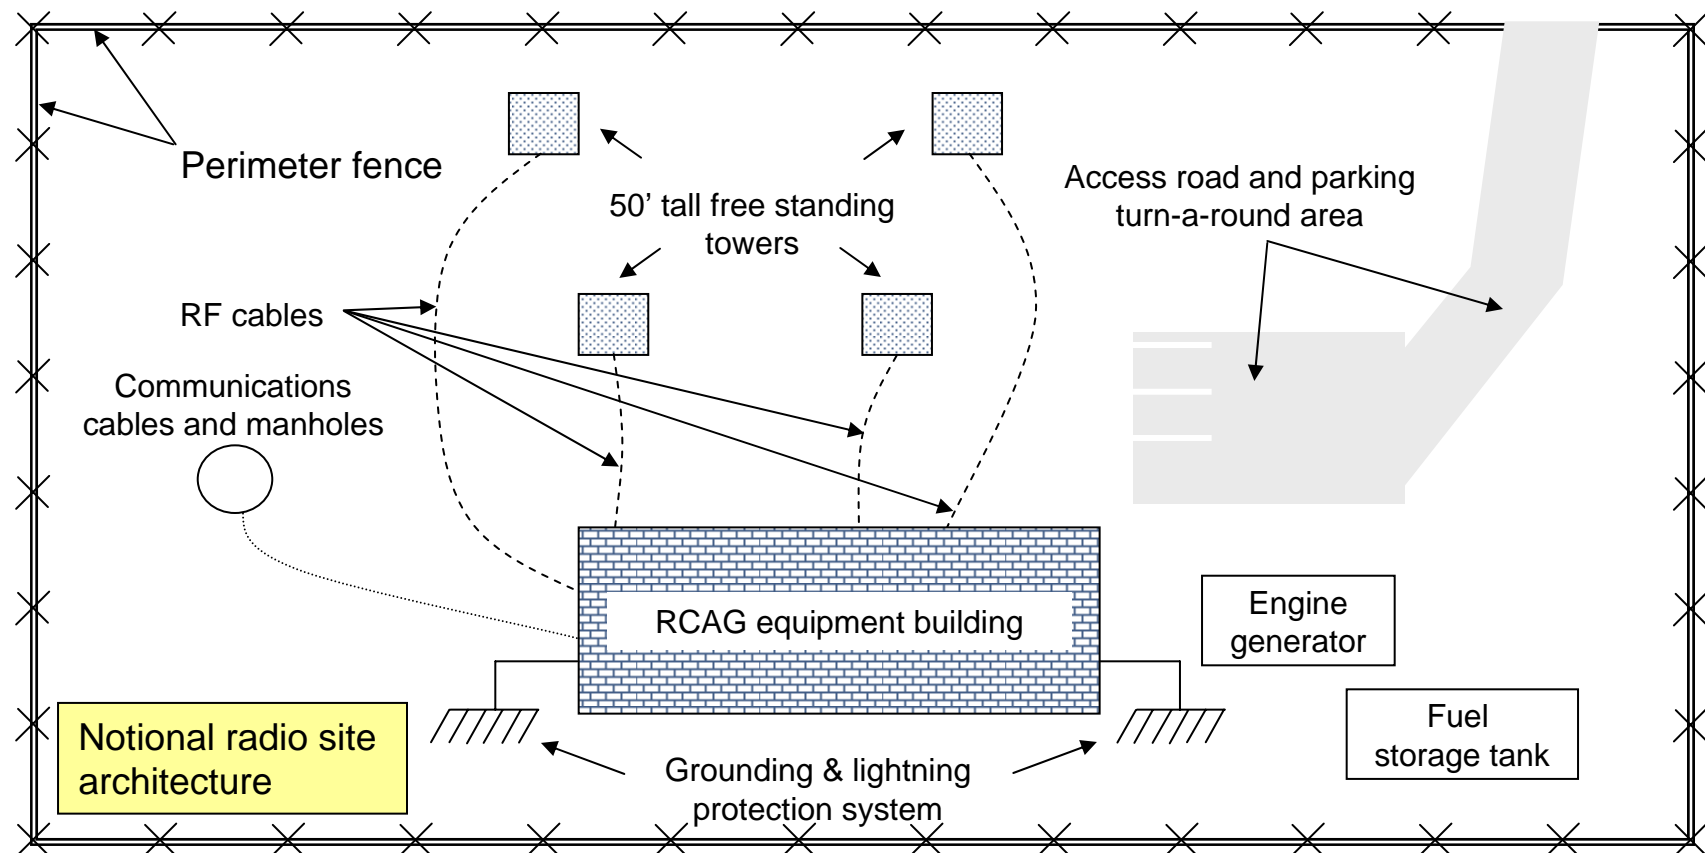 Perimeter fence
50’ tall free standing
towers
Access road and parking
turn-a-round area
RF cables
Communications
cables and manholes
RCAG equipment building
Engine
generator
Notional radio site
architecture
Grounding & lightning
protection system
Fuel
storage tank